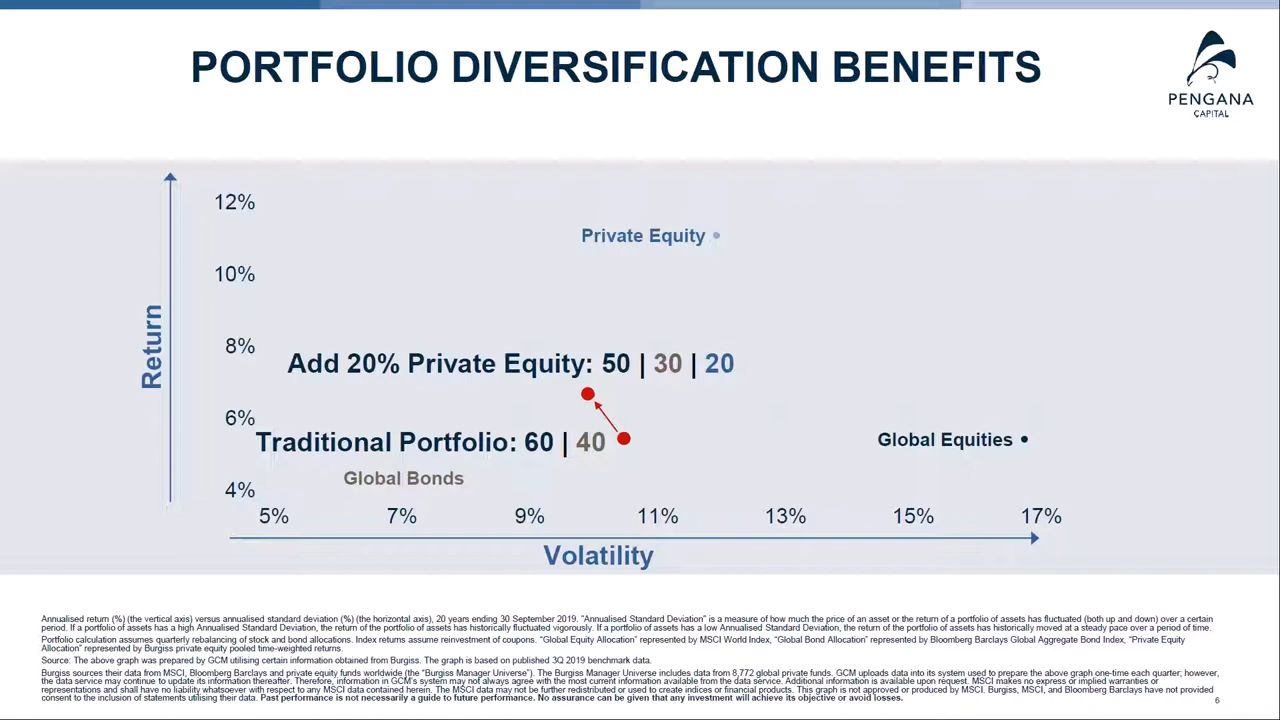 PORTFOLIO DIVERSIFICATION BENEFITS
PENGANA
CAPITAL
Return
12%
Private Equity
10%
8%
Add 20% Private Equity: 50 | 30 | 20
6%
Traditional Portfolio: 60 | 40
Global Equities
Global Bonds
4%
5% 7% 9% 11% 13% 15% 17%
Volatility
Annualised return (%) (the vertical axis) versus annualised standard deviation (%) (the horizontal axis), 20 years ending 30 September 2019. "Annualised Standard Deviation" is a measure of how much the price of an asset or the return of a portfolio of assets has fluctuated (both up and down) over a certain
period. If a portfolio of assets has a high Annualised Standard Deviation, the return of the portfolio of assets has historically fluctuated vigorously. If a portfolio of assets has a low Annualised Standard Deviation, the return of the portfolio of assets has historically moved at a steady pace over a period of time.
Portfolio calculation assumes quarterly rebalancing of stock and bond allocations. Index returns assume reinvestment of coupons. "Global Equity Allocation" represented by MSCI World Index, "Global Bond Allocation" represented by Bloomberg Barclays Global Aggregate Bond Index, "Private Equity
Allocation" represented by Burgiss private equity pooled time-weighted returns.
Source: The above graph was prepared by GCM utilising certain information obtained from Burgiss. The graph is based on published 3Q 2019 benchmark data.
Burgiss sources their data from MSCI, Bloomberg Barclays and private equity funds worldwide (the "Burgiss Manager Universe"). The Burgiss Manager Universe includes data from 8,772 global private funds. GCM uploads data into its system used to prepare the above graph one-time each quarter; however,
the data service may continue to update its information thereafter. Therefore, information in GCM's system may not always agree with the most current information available from the data service. Additional information is available upon request. MSCI makes no express or implied warranties or
representations and shall have no liability whatsoever with respect to any MSCI data contained herein. The MSCI data may not be further redistributed or used to create indices or financial products. This graph is not approved or produced by MSCI. Burgiss, MSCI, and Bloomberg Barclays have not provided
consent to the inclusion of statements utilising their data. Past performance is not necessarily a guide to future performance. No assurance can be given that any investment will achieve its objective or avoid losses.
6